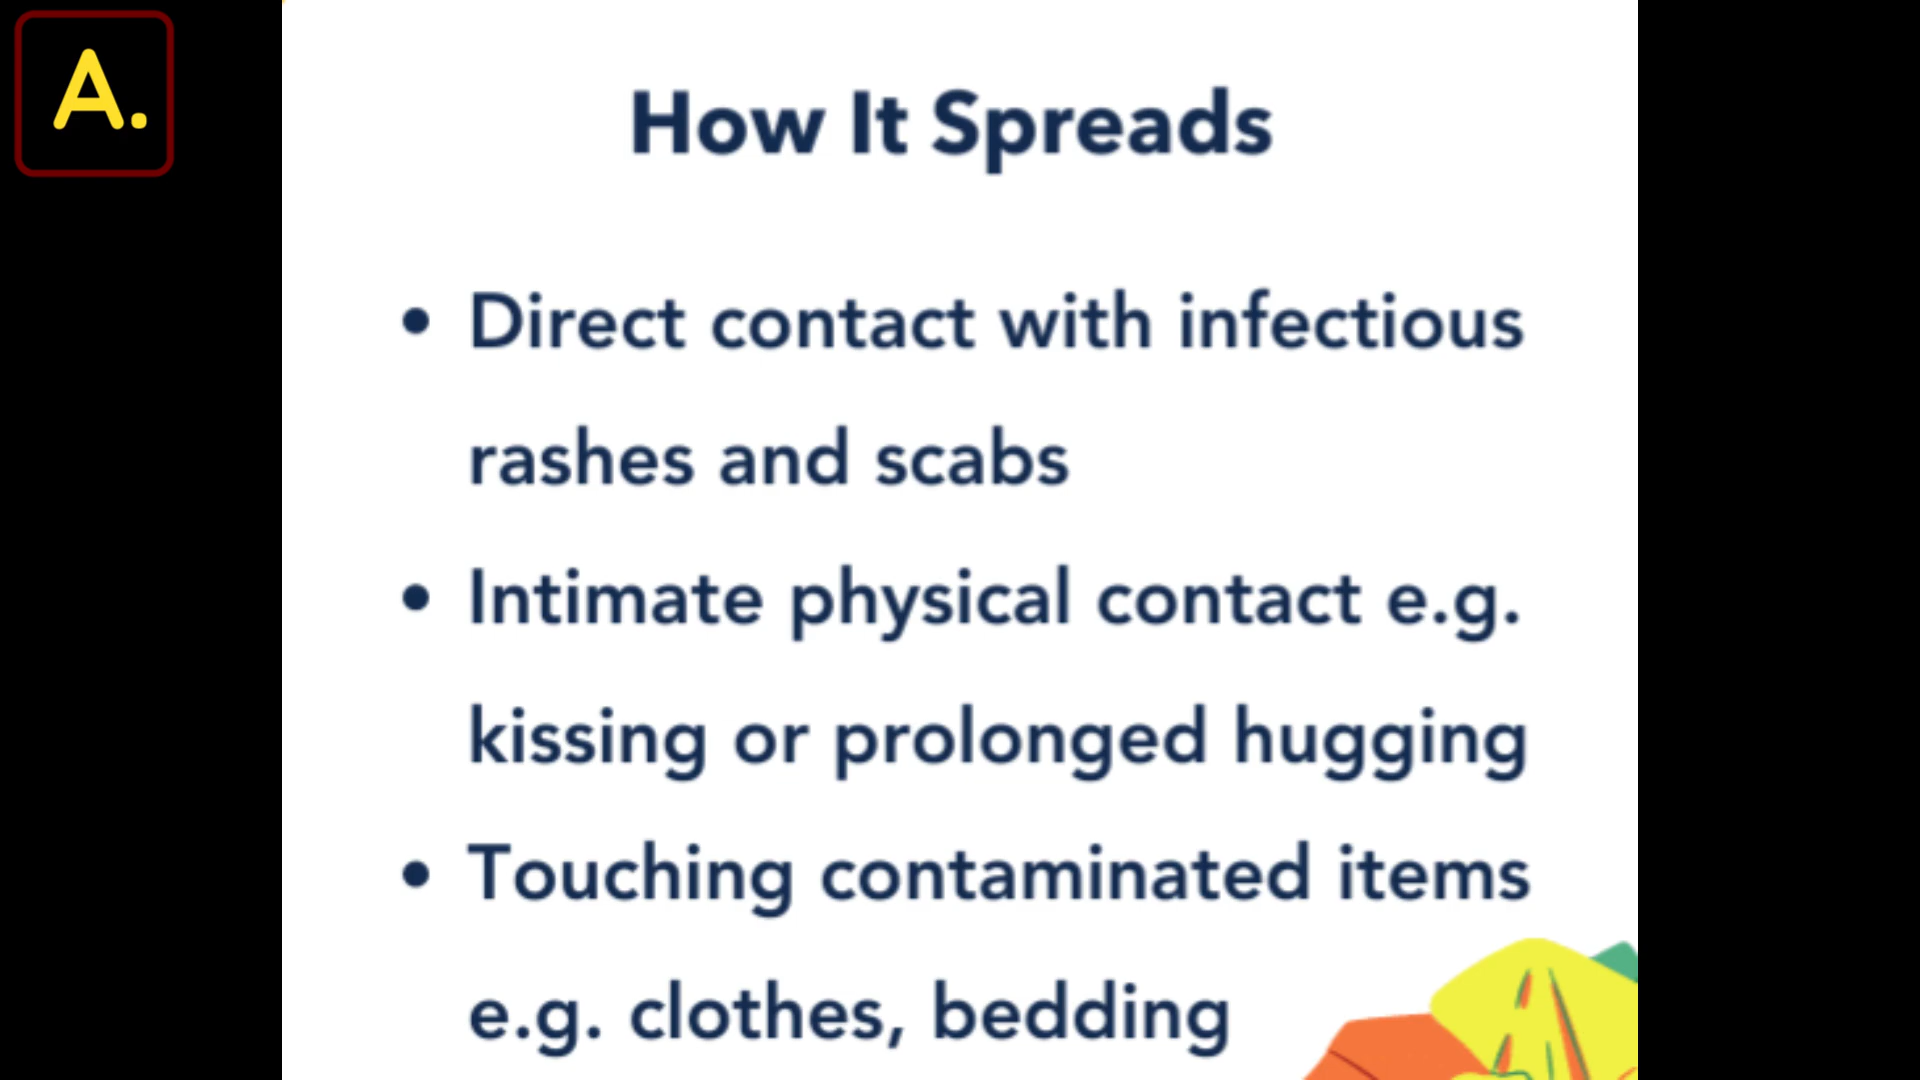 A.
How It Spreads
• Direct contact with infectious
rashes and scabs
• Intimate physical contact e.g.
kissing or prolonged hugging
• Touching contaminated items
e.g. clothes, bedding